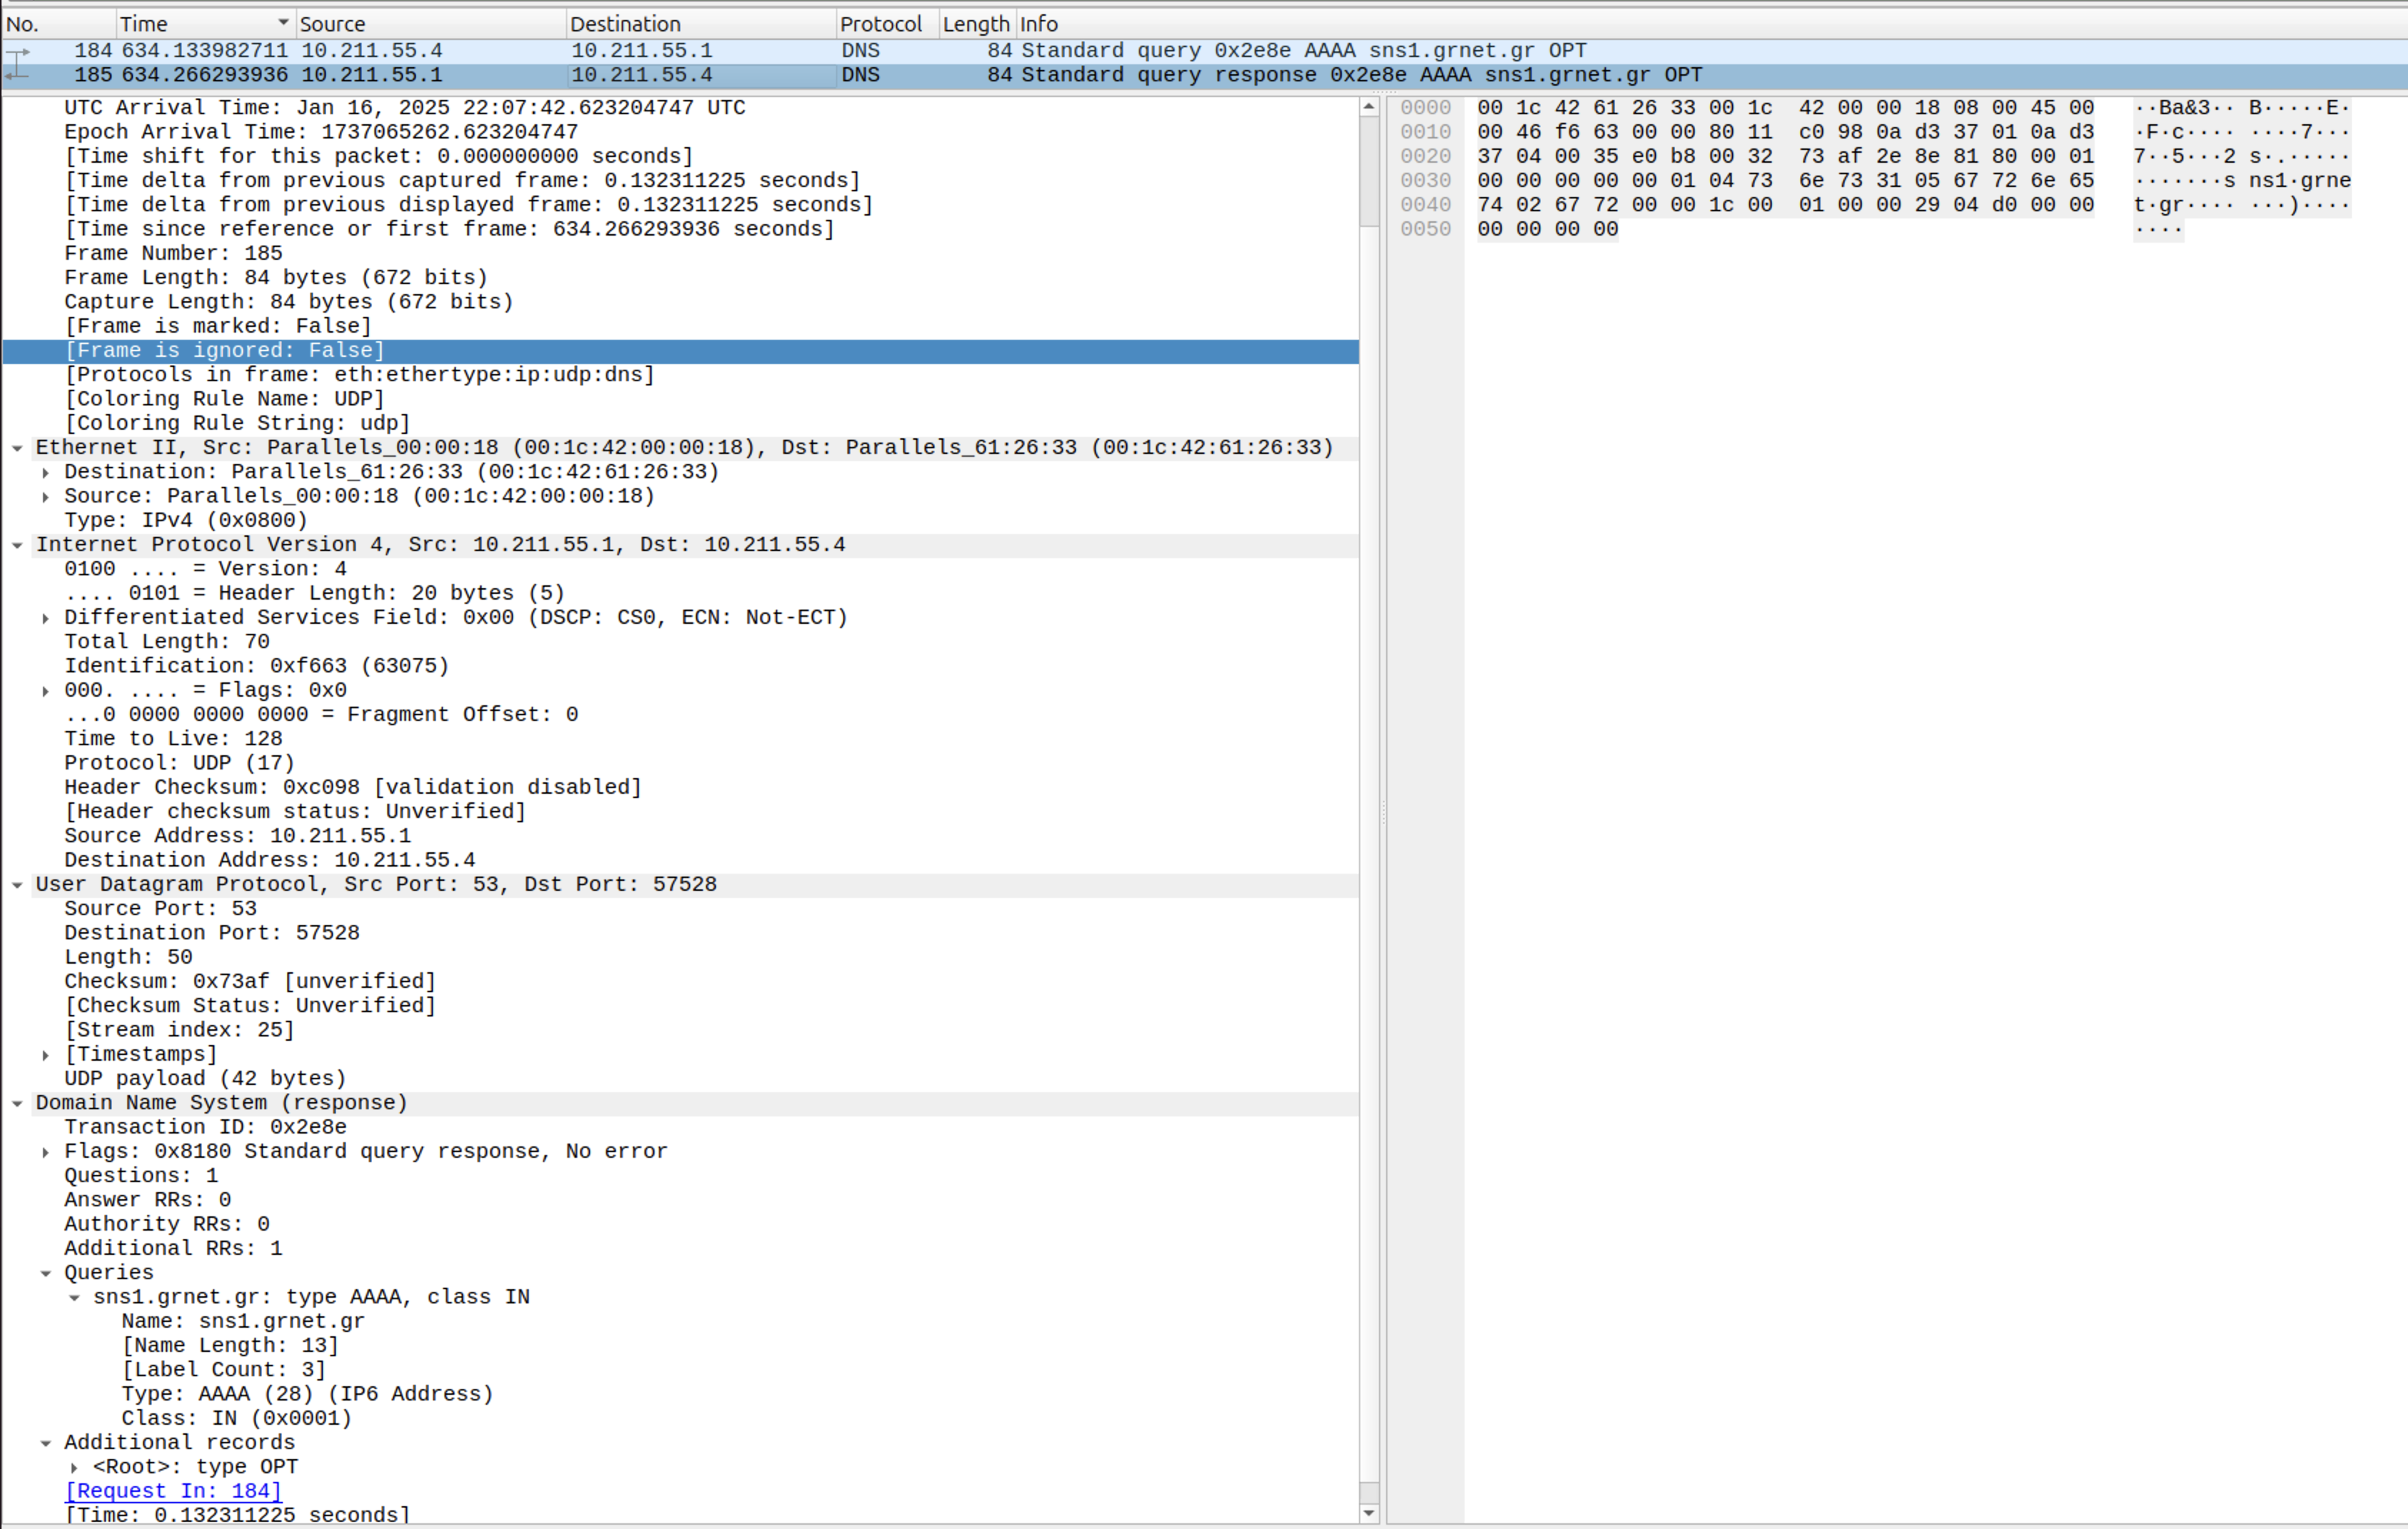 No. Time Source Destination Protocol Length Info
184 634.133982711 10.211.55.4 10.211.55.1 DNS 84 Standard query 0x2e8e AAAA sns1.grnet.gr OPT
185 634.266293936 10.211.55.1 10.211.55.4 DNS 84 Standard query response 0x2e8e AAAA sns1.grnet.gr OPT
UTC Arrival Time: Jan 16, 2025 22:07:42.623204747 UTC
Epoch Arrival Time: 1737065262.623204747
[Time shift for this packet: 0.000000000 seconds]
[Time delta from previous captured frame: 0.132311225 seconds]
[Time delta from previous displayed frame: 0.132311225 seconds]
[Time since reference or first frame: 634.266293936 seconds]
Frame Number: 185
Frame Length: 84 bytes (672 bits)
Capture Length: 84 bytes (672 bits)
[Frame is marked: False]
[Frame is ignored: False]
[Protocols in frame: eth:ethertype:ip:udp:dns]
[Coloring Rule Name: UDP]
[Coloring Rule String: udp]
Ethernet II, Src: Parallels_00:00:18 (00:1c:42:00:00:18), Dst: Parallels_61:26:33 (00:1c:42:61:26:33)
Destination: Parallels_61:26:33 (00:1c:42:61:26:33)
Source: Parallels_00:00:18 (00:1c:42:00:00:18)
Type: IPv4 (0x0800)
Internet Protocol Version 4, Src: 10.211.55.1, Dst: 10.211.55.4
0100 .... = Version: 4
.... 0101 = Header Length: 20 bytes (5)
Differentiated Services Field: 0x00 (DSCP: CS0, ECN: Not-ECT)
Total Length: 70
Identification: 0xf663 (63075)
000. .... = Flags: 0x0
...0 0000 0000 0000 = Fragment Offset: 0
Time to Live: 128
Protocol: UDP (17)
Header Checksum: 0xc098 [validation disabled]
[Header checksum status: Unverified]
Source Address: 10.211.55.1
Destination Address: 10.211.55.4
User Datagram Protocol, Src Port: 53, Dst Port: 57528
Source Port: 53
Destination Port: 57528
Length: 50
Checksum: 0x73af [unverified]
[Checksum Status: Unverified]
[Stream index: 25]
[Timestamps]
UDP payload (42 bytes)
Domain Name System (response)
Transaction ID: 0x2e8e
Flags: 0x8180 Standard query response, No error
Questions: 1
Answer RRs: 0
Authority RRs: 0
Additional RRs: 1
Queries
sns1.grnet.gr: type AAAA, class IN
Name: sns1.grnet.gr
[Name Length: 13]
[Label Count: 3]
Type: AAAA (28) (IP6 Address)
Class: IN (0x0001)
Additional records
<Root>: type OPT
[Request In: 184]
[Time: 0.132311225 seconds]
0000 00 1c 42 61 26 33 00 1c 42 00 00 18 08 00 45 00 ··Ba&3·· B·····E·
0010 00 46 f6 63 00 00 80 11 c0 98 0a d3 37 01 0a d3 ·F·c···· ····7···
0020 37 04 00 35 e0 b8 00 32 73 af 2e 8e 81 80 00 01 7··5···2 s·.·····
0030 00 00 00 00 00 01 04 73 6e 73 31 05 67 72 6e 65 ·······s ns1·grne
0040 74 02 67 72 00 00 1c 00 01 00 00 29 04 d0 00 00 t·gr···· ···)····
0050 00 00 00 00 ····